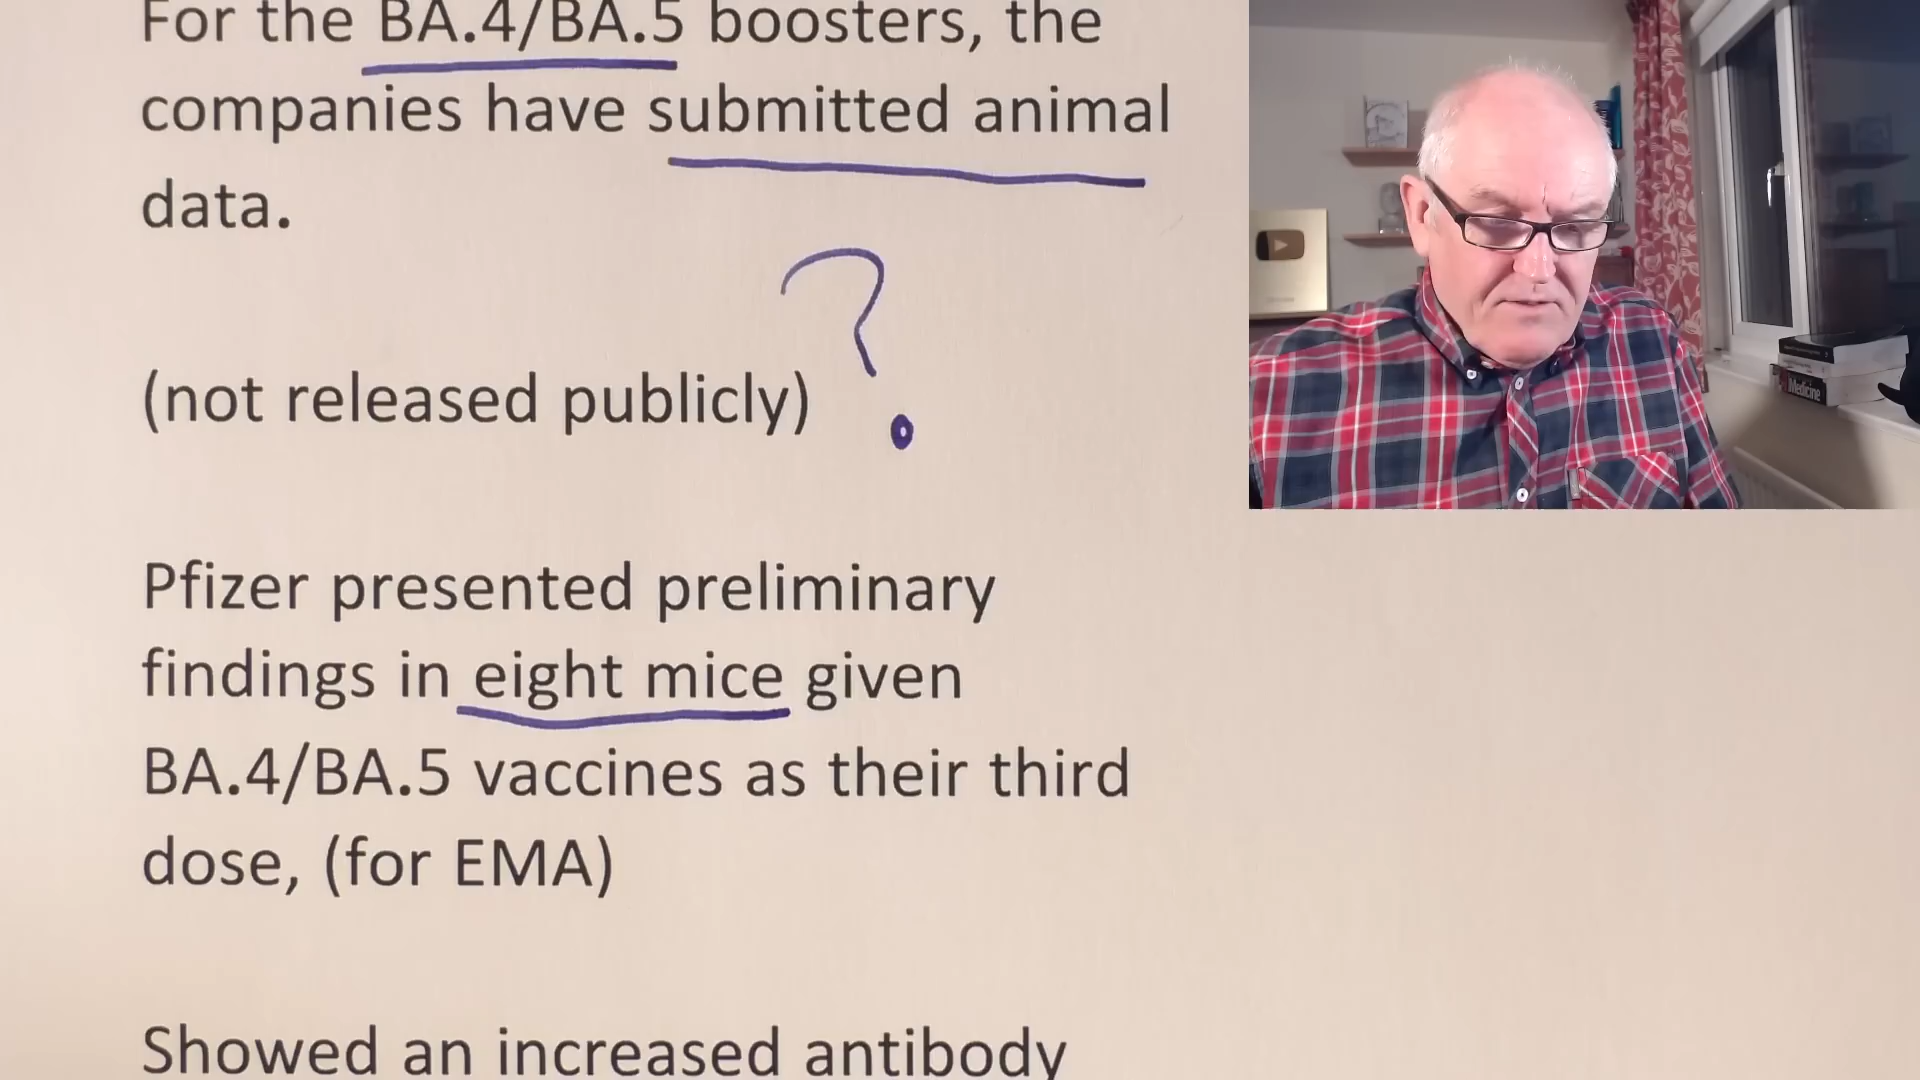 For the BA.4/BA.5 boosters, the
companies have submitted animal
data.
?
(not released publicly)
Pfizer presented preliminary
findings in eight mice given
BA.4/BA.5 vaccines as their third
dose, (for EMA)
Showed an increased antibody
Medicine